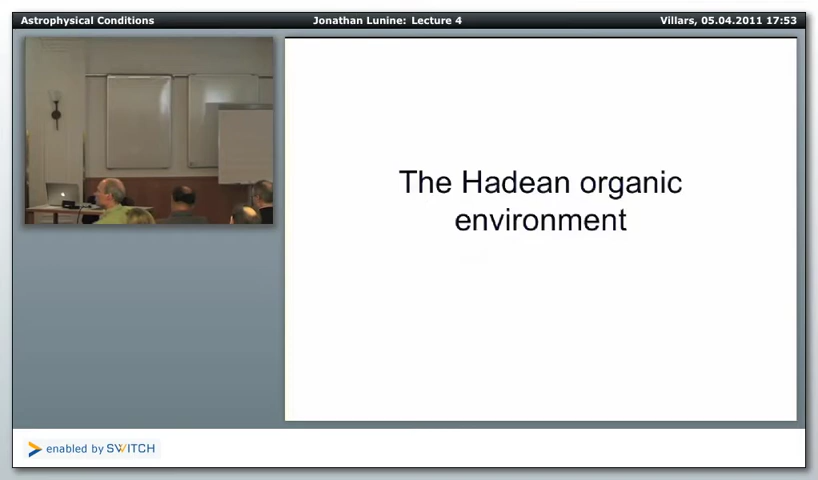 Astrophysical Conditions
Jonathan Lunine: Lecture 4
Villars, 05.04.2011 17:53
The Hadean organic
environment
enabled by SWITCH